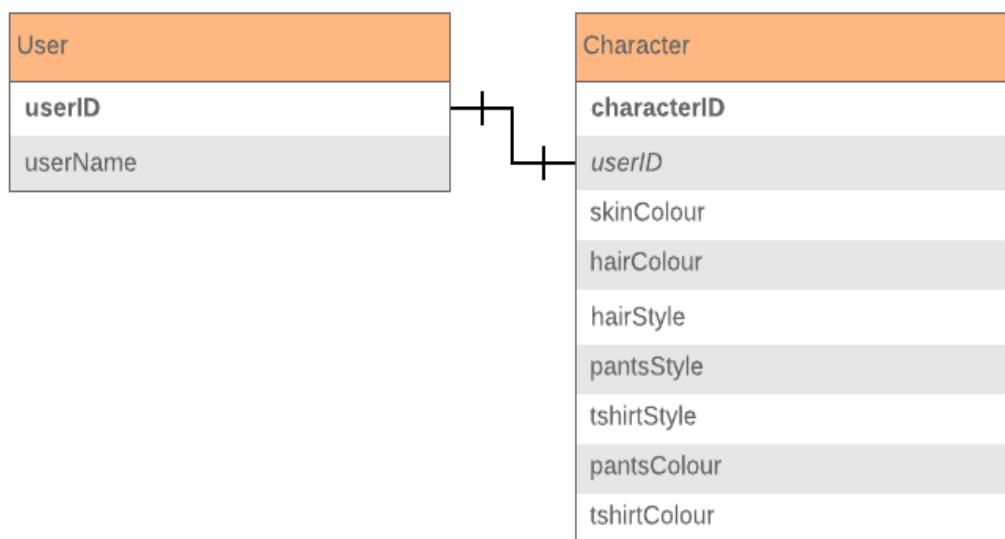 User
userID
userName
Character
characterID
userID
skinColour
hairColour
hairStyle
pantsStyle
tshirtStyle
pantsColour
tshirtColour